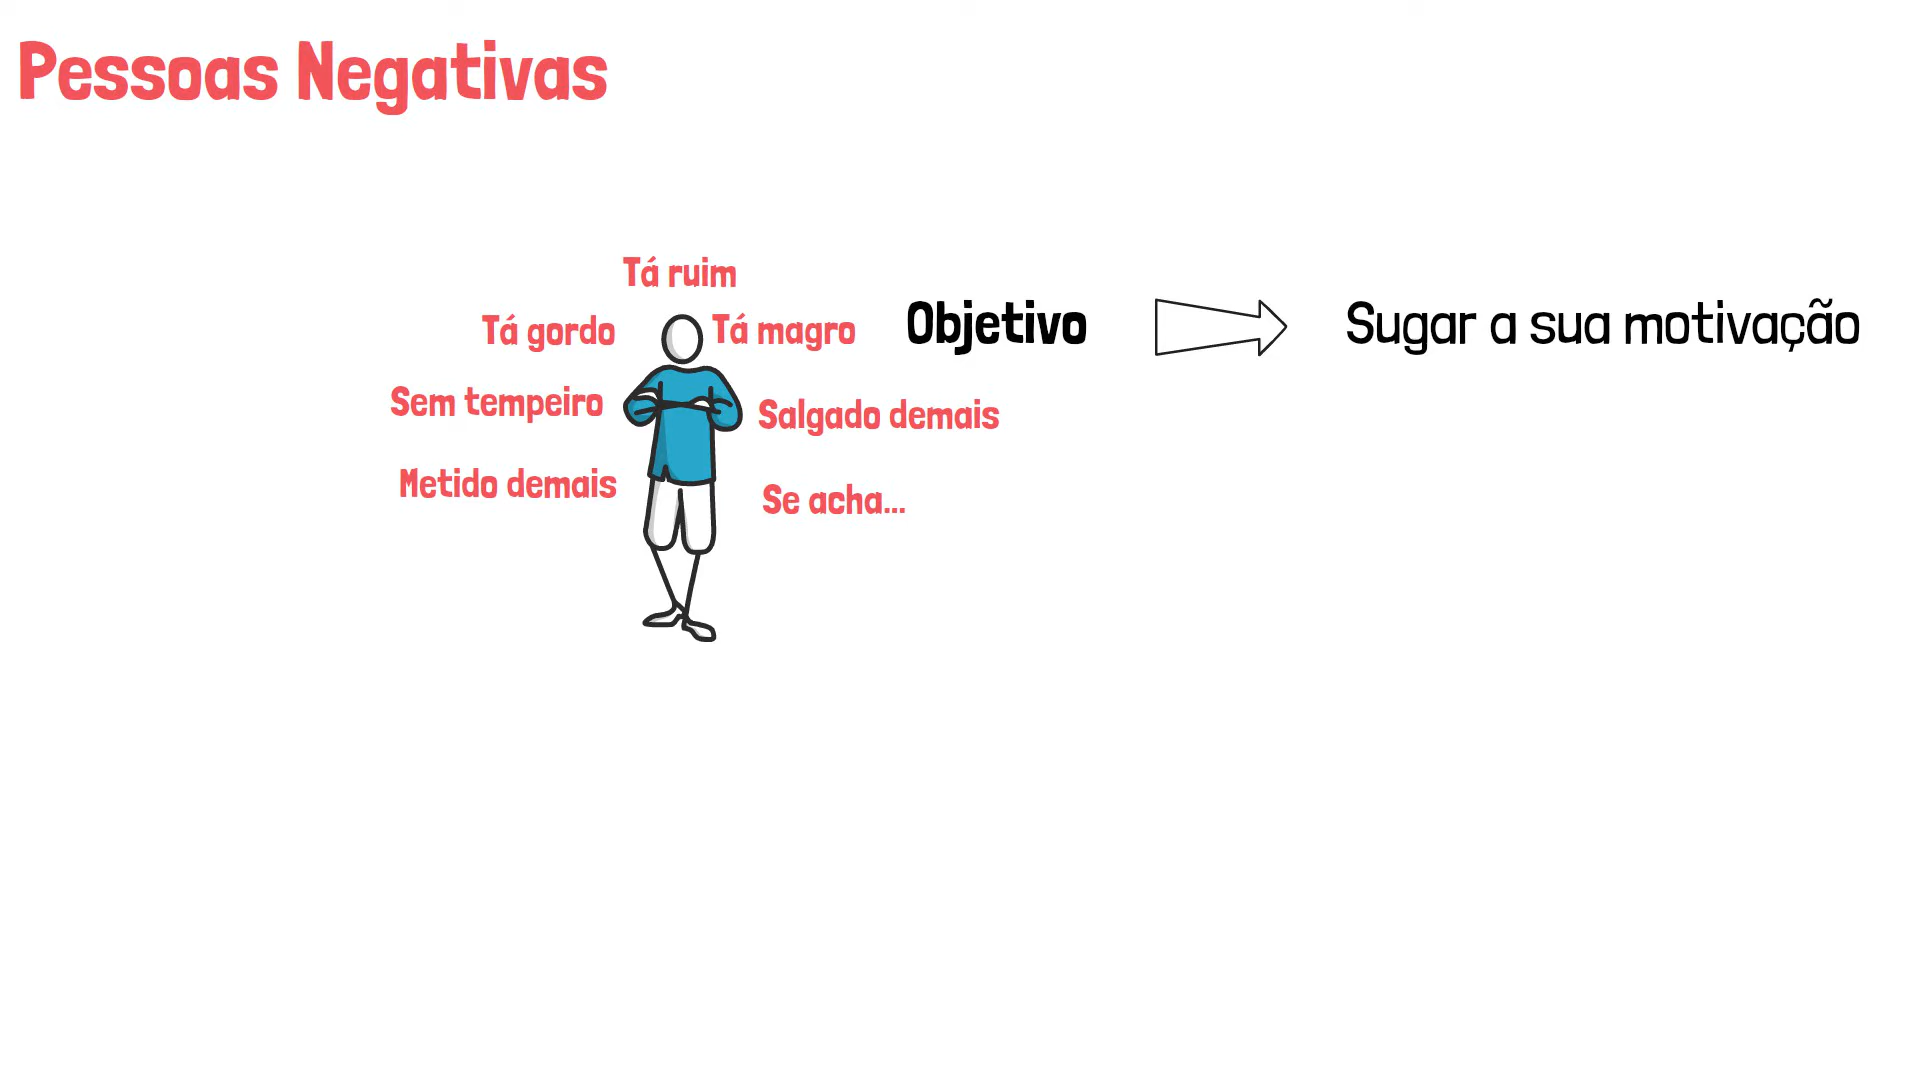 Pessoas Negativas
Tá ruim
Tá gordo
Tá magro
Sem tempeiro
Salgado demais
Metido demais
Se acha...
Objetivo
Sugar a sua motivação